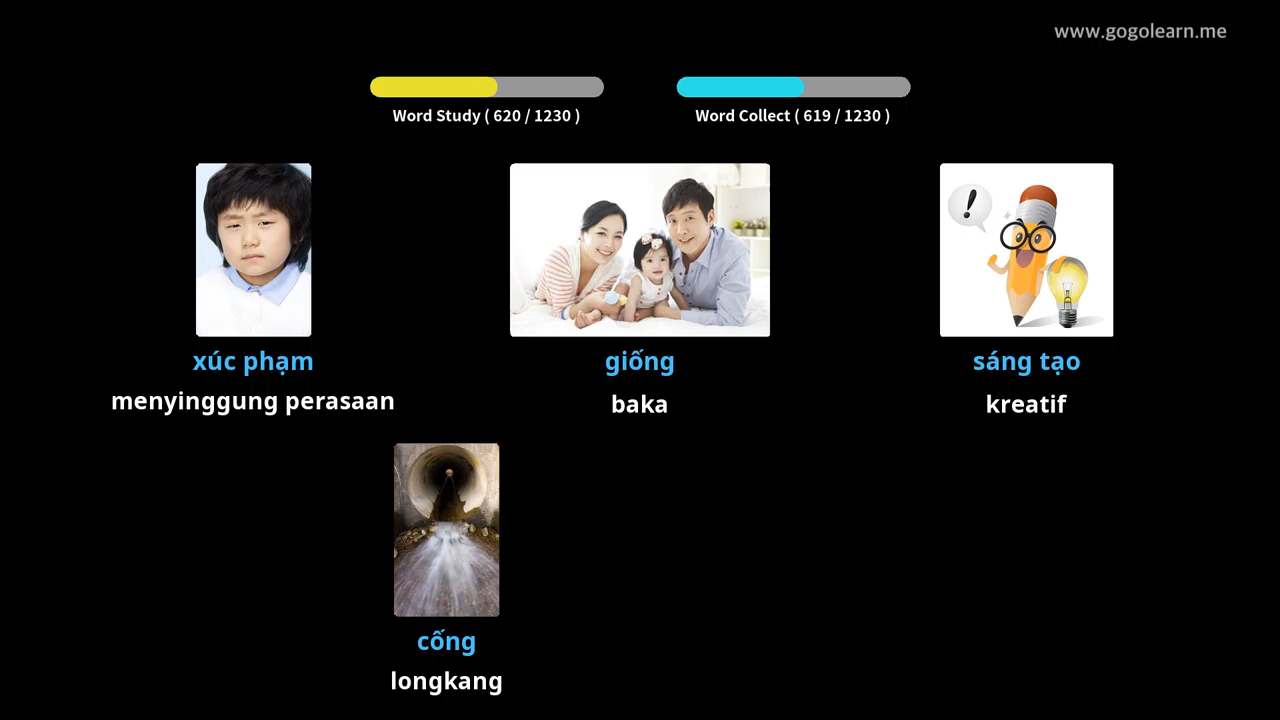 www.gogolearn.me
Word Study ( 620 / 1230 )
Word Collect ( 619 / 1230 )
xúc phạm
menyinggung perasaan
giống
baka
sáng tạo
kreatif
cống
longkang